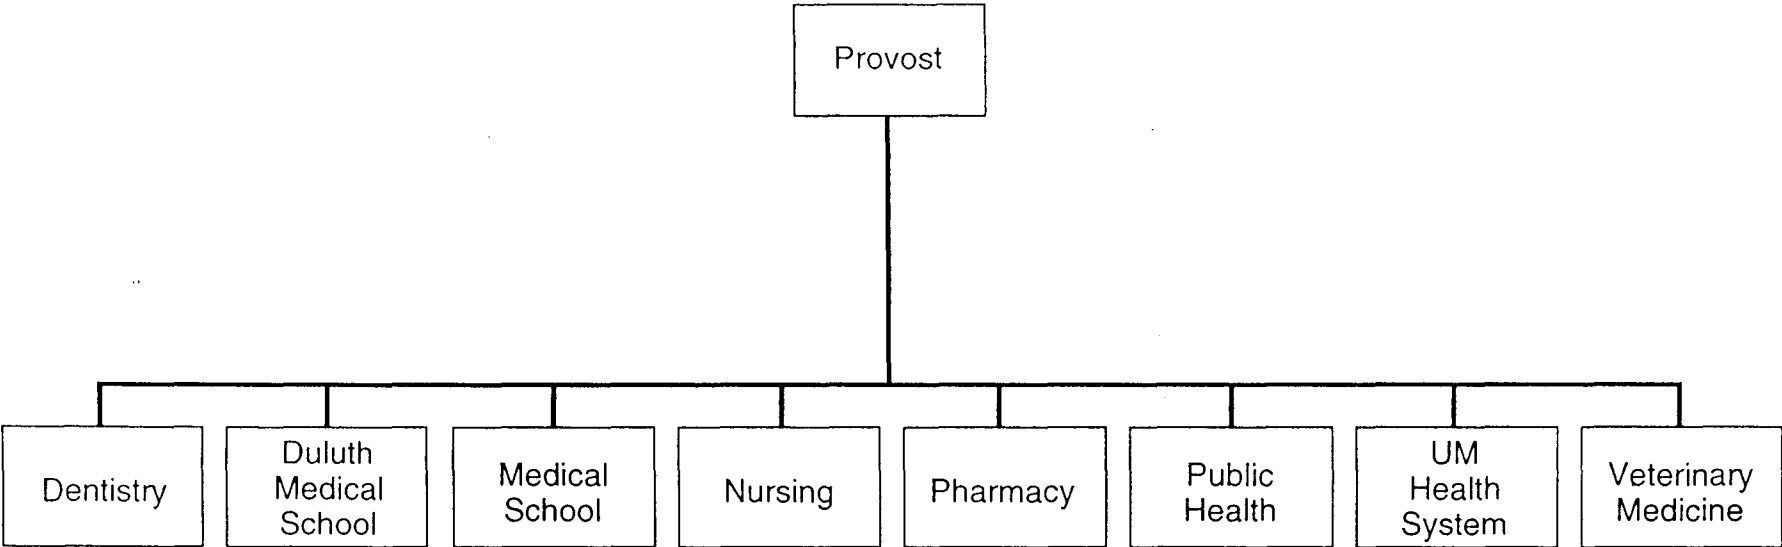 Provost
Dentistry
Duluth
Medical
School
Medical
School
Nursing
Pharmacy
Public
Health
UM
Health
System
Veterinary
Medicine